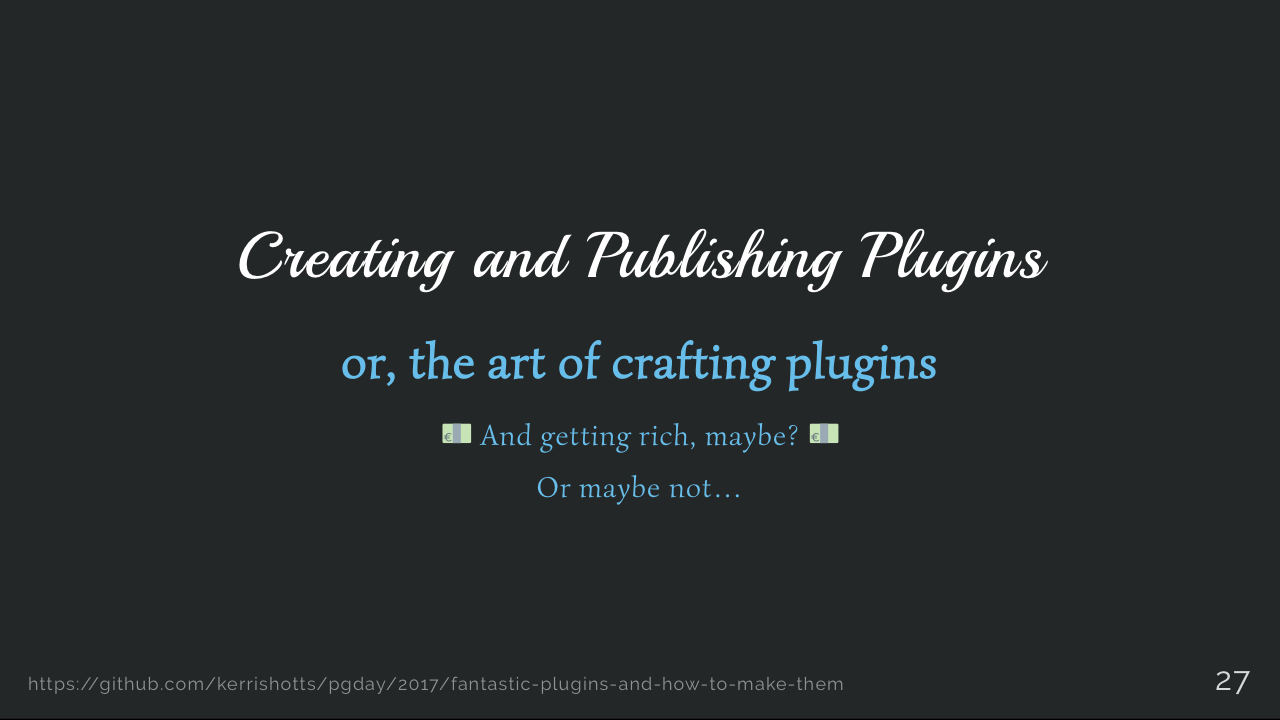 Creating and Publishing Plugins
or, the art of crafting plugins
💶 And getting rich, maybe? 💶
Or maybe not…
https://github.com/kerrishotts/pgday/2017/fantastic-plugins-and-how-to-make-them
27